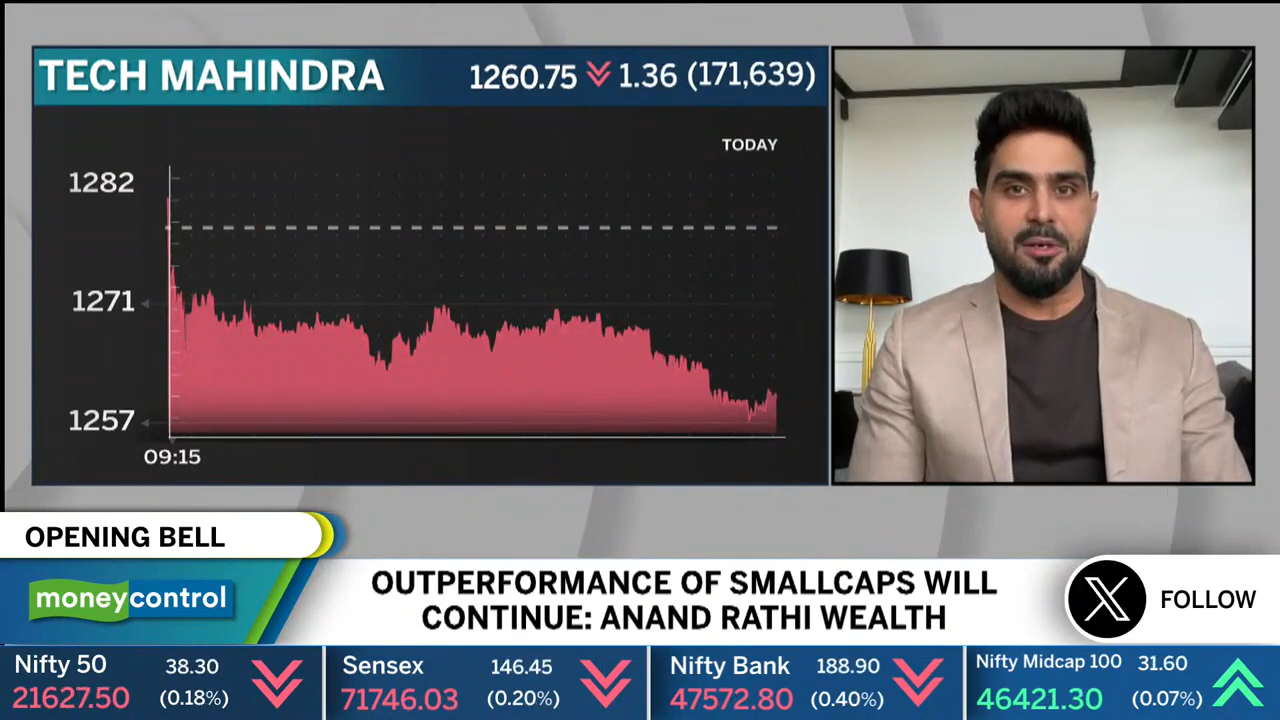 TECH MAHINDRA 1260.75 1.36 (171,639)
TODAY
1282
1271
1257
09:15
OPENING BELL
moneycontrol
OUTPERFORMANCE OF SMALLCAPS WILL
CONTINUE: ANAND RATHI WEALTH
X FOLLOW
Nifty 50 38.30
21627.50 (0.18%)
Sensex 146.45
71746.03 (0.20%)
Nifty Bank 188.90
47572.80 (0.40%)
Nifty Midcap 100 31.60
46421.30 (0.07%)